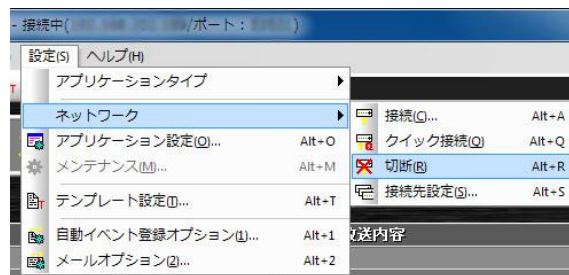 - 接続中( /ポート: )
設定(S) ヘルプ(H)
アプリケーションタイプ
ネットワーク
アプリケーション設定(O)... Alt+O
メンテナンス(M)... Alt+M
テンプレート設定(T)... Alt+T
自動イベント登録オプション(1)... Alt+1
メールオプション(2)... Alt+2
接続(C)... Alt+A
クイック接続(Q) Alt+Q
切断(R) Alt+R
接続先設定(S)... Alt+S
放送内容